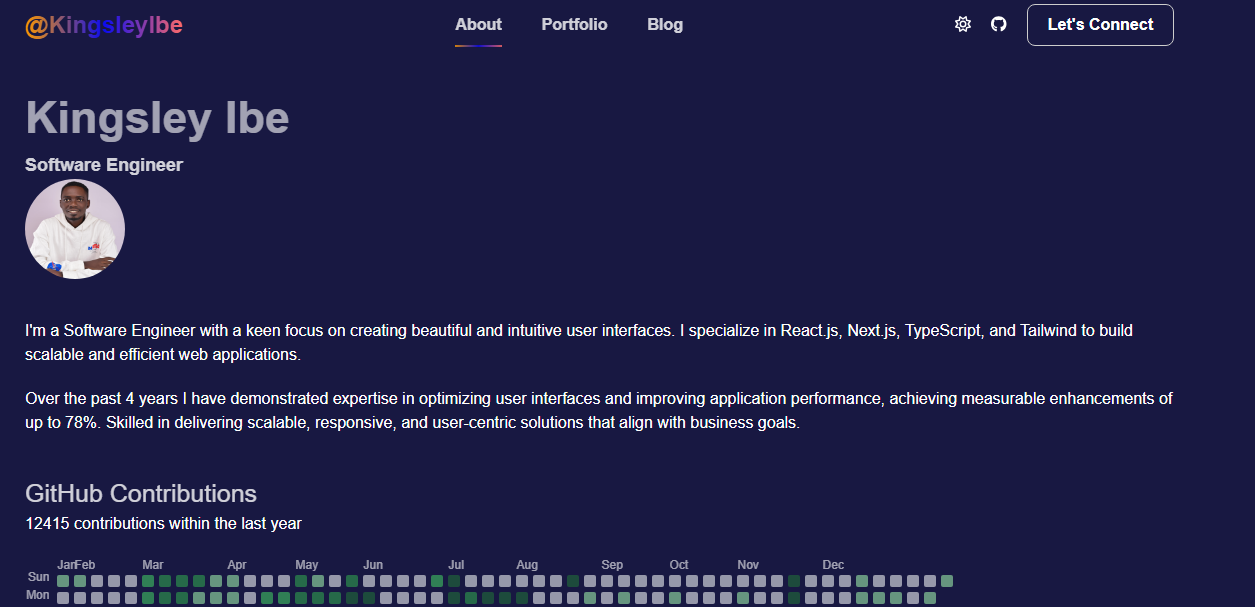 @KingsleyIbe
About Portfolio Blog
Let's Connect
Kingsley Ibe
Software Engineer
I'm a Software Engineer with a keen focus on creating beautiful and intuitive user interfaces. I specialize in React.js, Next.js, TypeScript, and Tailwind to build
scalable and efficient web applications.
Over the past 4 years I have demonstrated expertise in optimizing user interfaces and improving application performance, achieving measurable enhancements of
up to 78%. Skilled in delivering scalable, responsive, and user-centric solutions that align with business goals.
GitHub Contributions
12415 contributions within the last year
Jan Feb Mar Apr May Jun Jul Aug Sep Oct Nov Dec
Sun
Mon